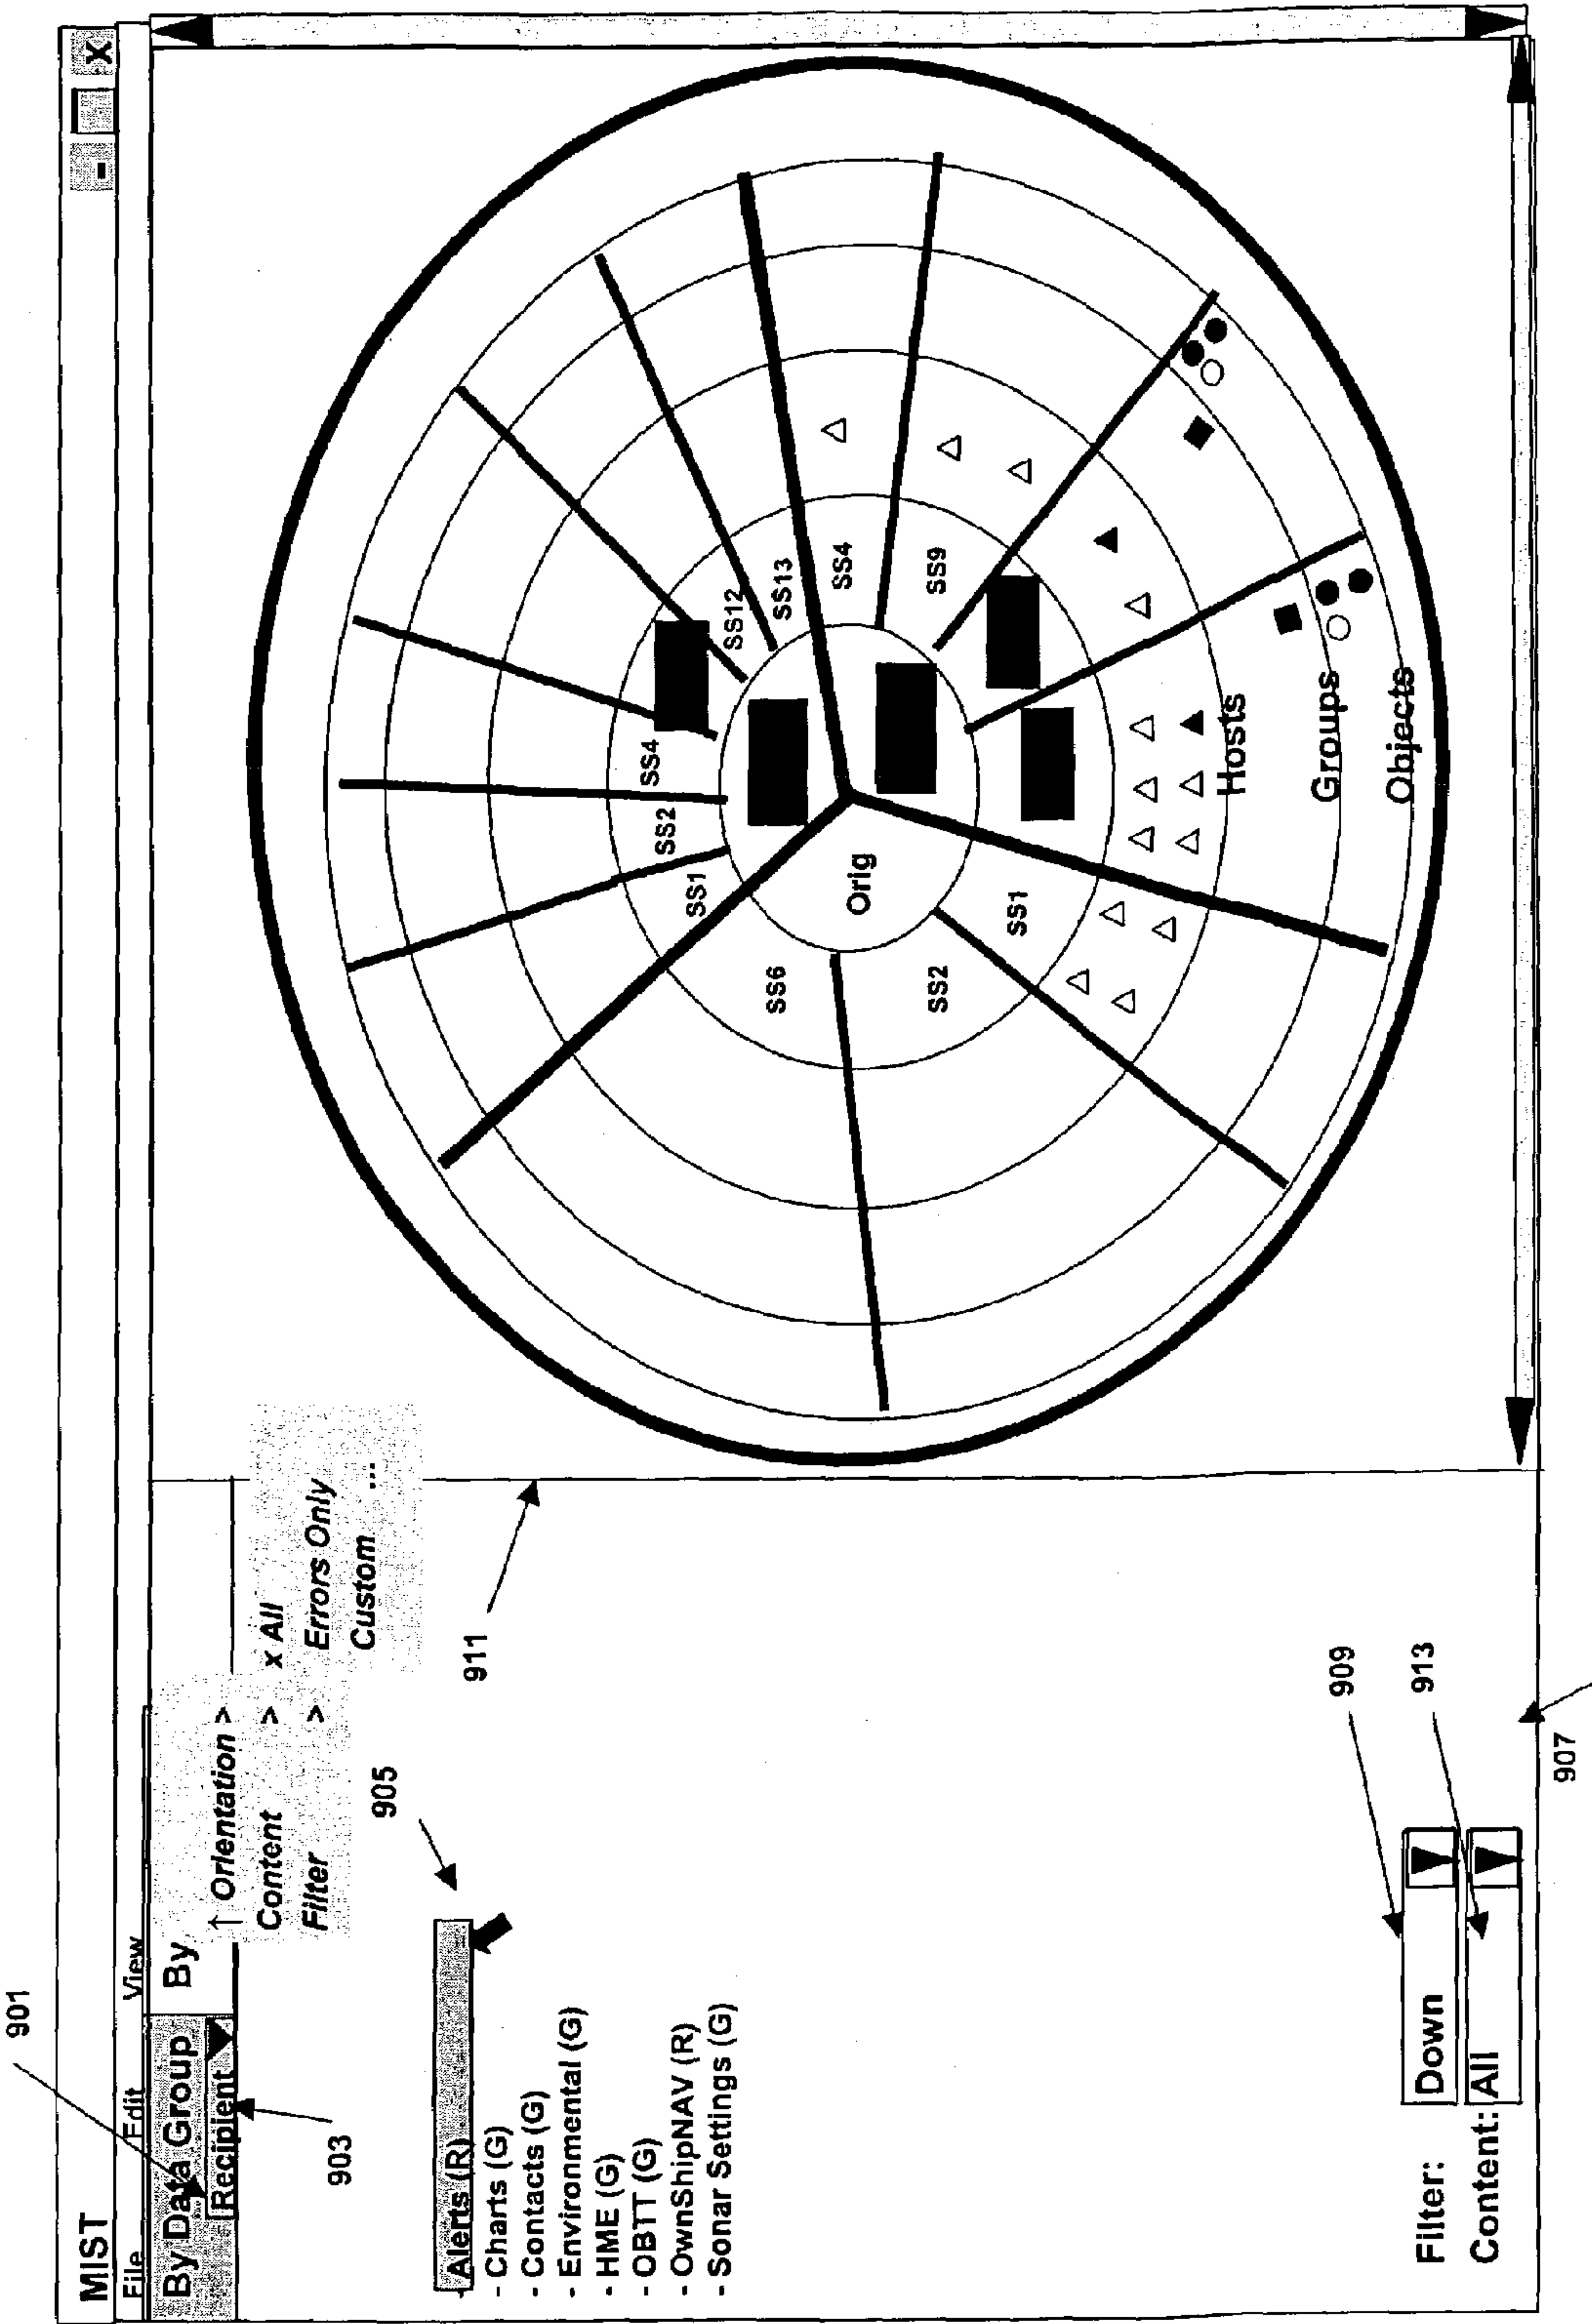 901
MIST
File Edit View
By Data Group By
Recipient
↑ Orientation >
Content > x All
Filter > Errors Only
Custom ...
903
905
911
- Alerts (R)
- Charts (G)
- Contacts (G)
- Environmental (G)
- HME (G)
- OBTT (G)
- OwnShipNAV (R)
- Sonar Settings (G)
SS1
SS2
SS4
SS12
SS13
SS4
SS9
SS6
SS2
SS1
Orig
Hosts
Groups
Objects
909
913
Filter: Down
Content: All
907